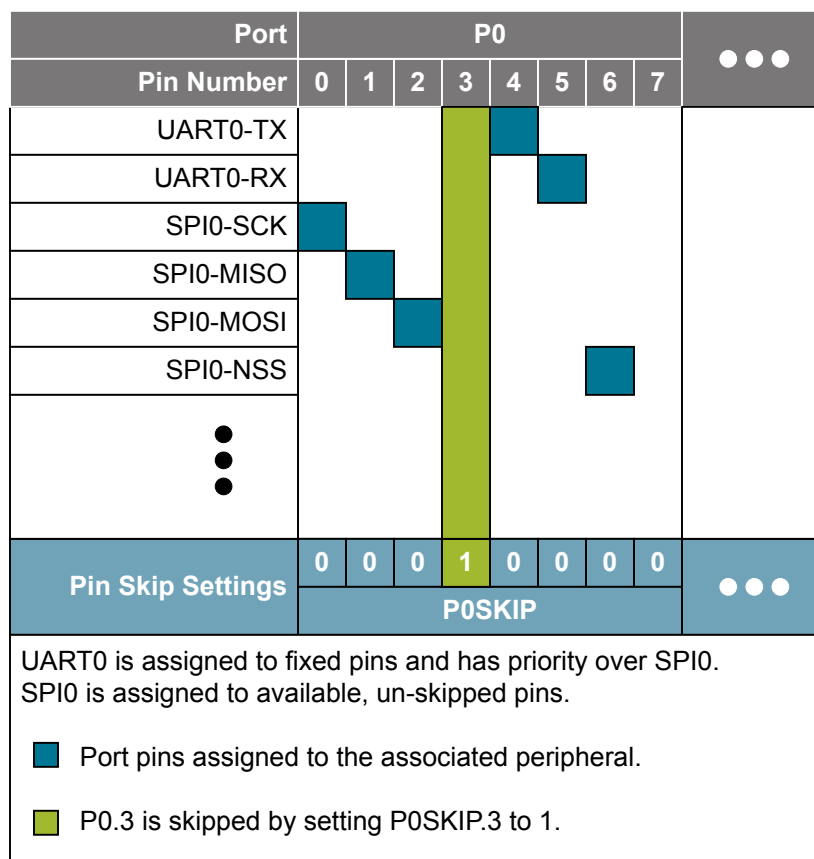 Port P0
Pin Number 0 1 2 3 4 5 6 7
UART0-TX
UART0-RX
SPI0-SCK
SPI0-MISO
SPI0-MOSI
SPI0-NSS
Pin Skip Settings 0 0 0 1 0 0 0 0
P0SKIP
UART0 is assigned to fixed pins and has priority over SPI0.
SPI0 is assigned to available, un-skipped pins.
Port pins assigned to the associated peripheral.
P0.3 is skipped by setting P0SKIP.3 to 1.